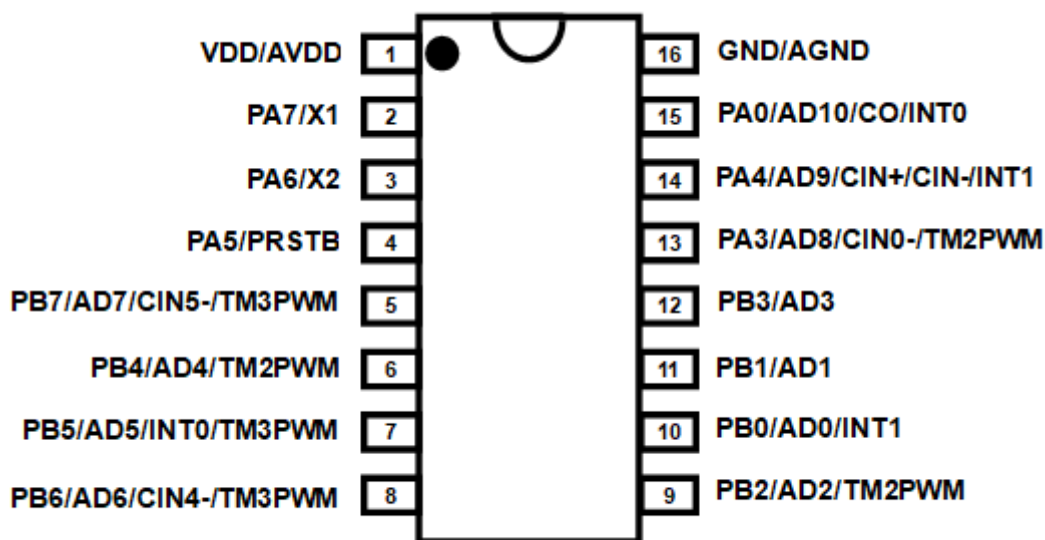 VDD/AVDD 1 16 GND/AGND
PA7/X1 2 15 PA0/AD10/CO/INT0
PA6/X2 3 14 PA4/AD9/CIN+/CIN-/INT1
PA5/PRSTB 4 13 PA3/AD8/CIN0-/TM2PWM
PB7/AD7/CIN5-/TM3PWM 5 12 PB3/AD3
PB4/AD4/TM2PWM 6 11 PB1/AD1
PB5/AD5/INT0/TM3PWM 7 10 PB0/AD0/INT1
PB6/AD6/CIN4-/TM3PWM 8 9 PB2/AD2/TM2PWM